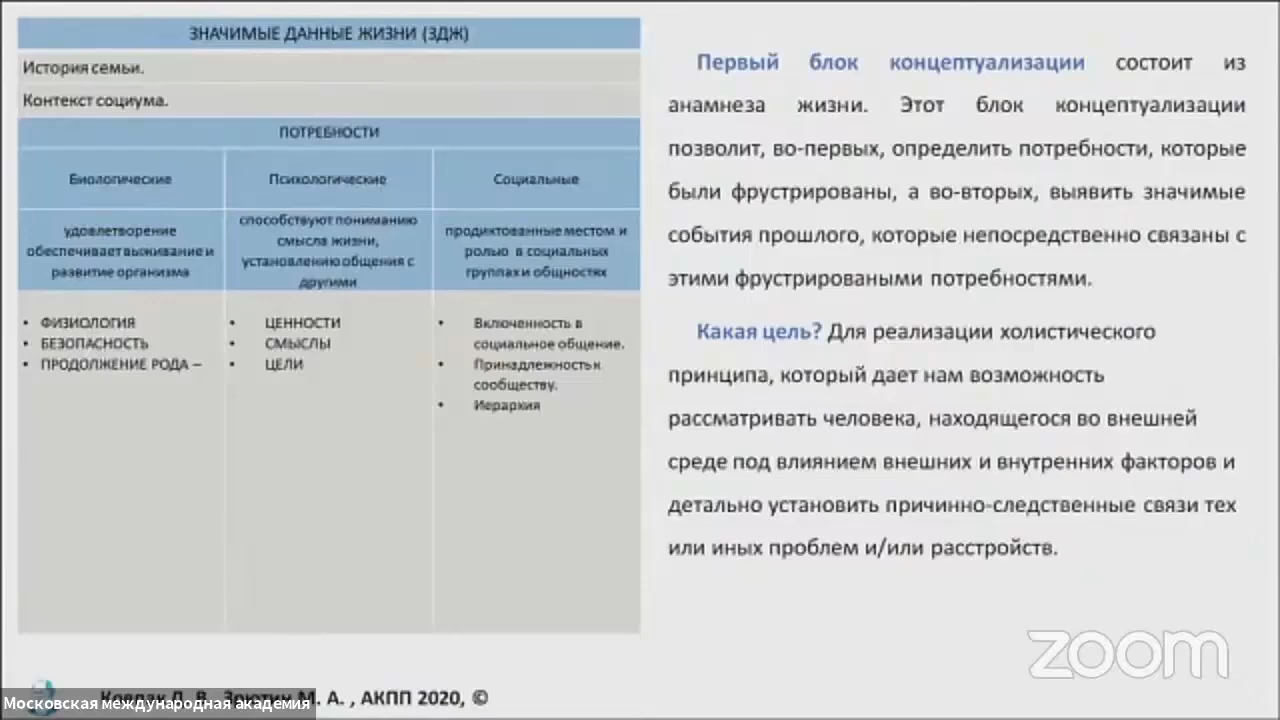 ЗНАЧИМЫЕ ДАННЫЕ ЖИЗНИ (ЗДЖ)
История семьи.
Контекст социума.
ПОТРЕБНОСТИ
Биологические
Психологические
Социальные
удовлетворение
обеспечивает выживание и
развитие организма
способствуют пониманию
смысла жизни,
установлению общения с
другими
продиктованные местом и
ролью в социальных
группах и общностях
• ФИЗИОЛОГИЯ
• БЕЗОПАСНОСТЬ
• ПРОДОЛЖЕНИЕ РОДА –
• ЦЕННОСТИ
• СМЫСЛЫ
• ЦЕЛИ
• Включенность в
социальное общение.
• Принадлежность к
сообществу.
• Иерархия
Первый блок концептуализации состоит из
анамнеза жизни. Этот блок концептуализации
позволит, во-первых, определить потребности, которые
были фрустрированы, а во-вторых, выявить значимые
события прошлого, которые непосредственно связаны с
этими фрустрироваными потребностями.
Какая цель? Для реализации холистического
принципа, который дает нам возможность
рассматривать человека, находящегося во внешней
среде под влиянием внешних и внутренних факторов и
детально установить причинно-следственные связи тех
или иных проблем и/или расстройств.
zoom
Ковпак Д. В., Зрютин М. А. , АКПП 2020, ©
Московская международная академия